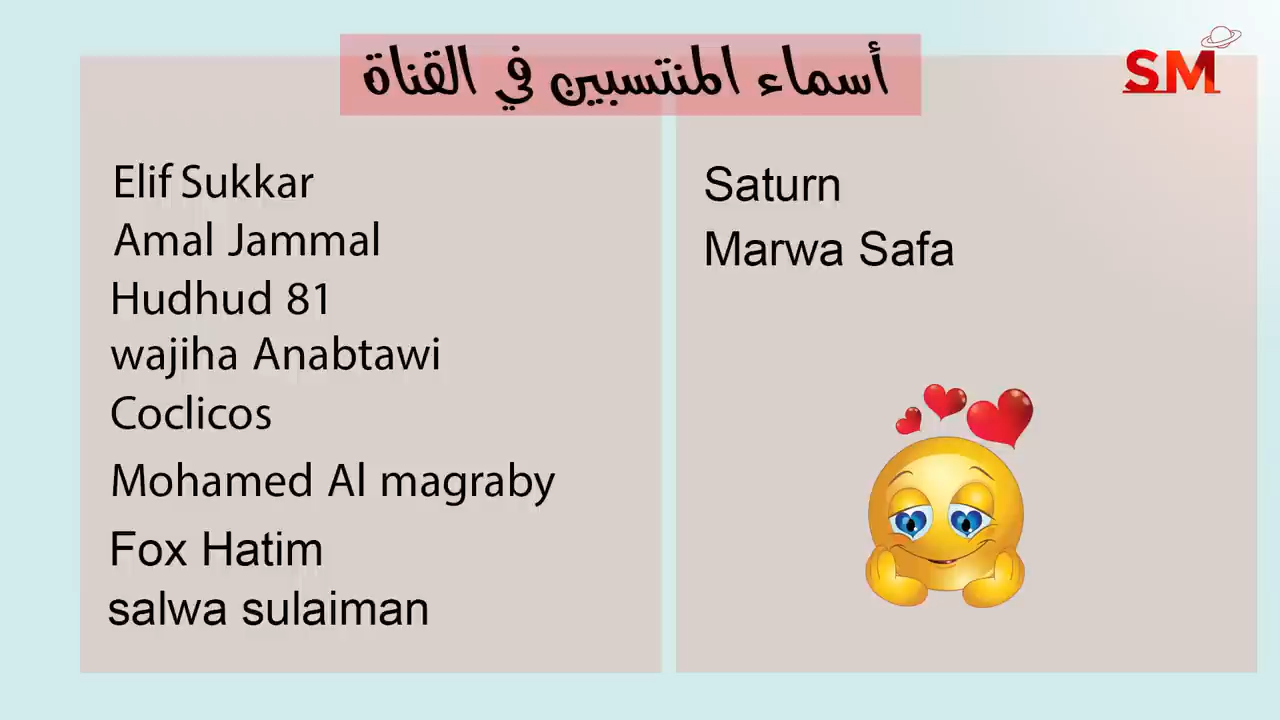 أسماء المنتسبين في القناة
SM
Elif Sukkar
Amal Jammal
Hudhud 81
wajiha Anabtawi
Coclicos
Mohamed Al magraby
Fox Hatim
salwa sulaiman
Saturn
Marwa Safa